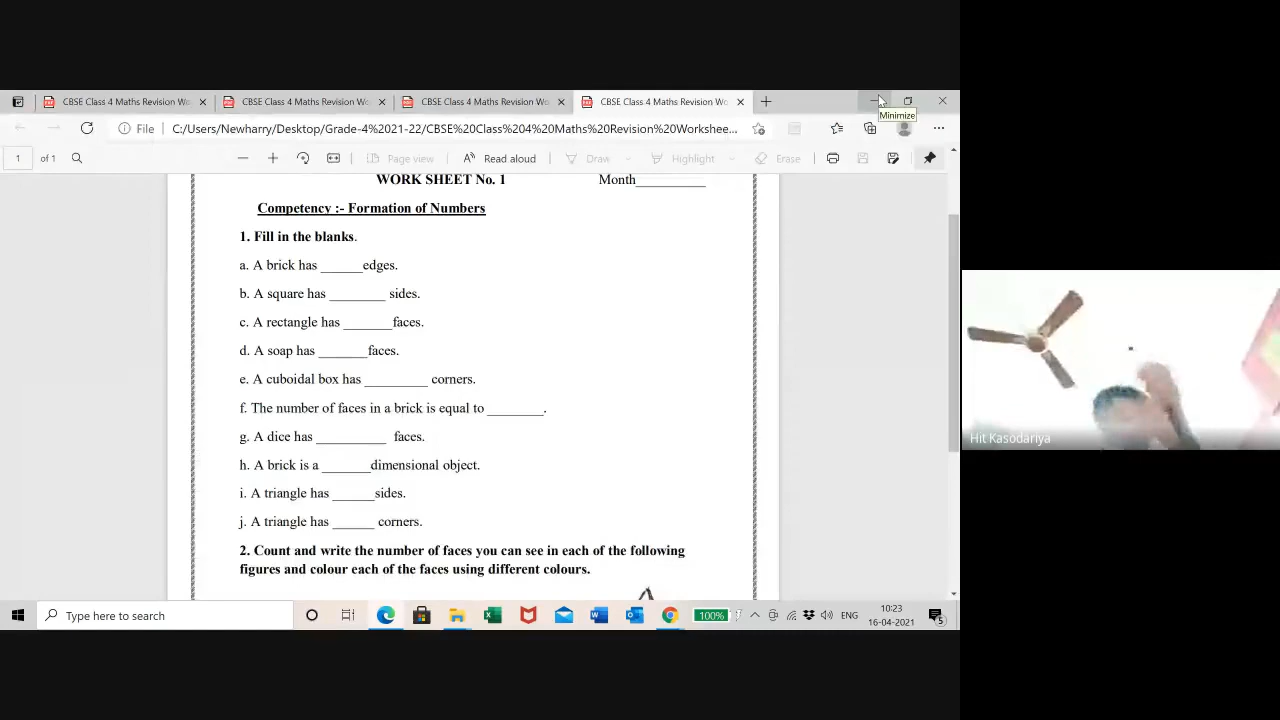 CBSE Class 4 Maths Revision Wo
CBSE Class 4 Maths Revision Wo
CBSE Class 4 Maths Revision Wo
CBSE Class 4 Maths Revision Wo
Minimize
File
C:/Users/Newharry/Desktop/Grade-4%2021-22/CBSE%20Class%204%20Maths%20Revision%20Workshee...
1 of 1
Page view
Read aloud
Draw
Highlight
Erase
WORK SHEET No. 1 Month__________
Competency :- Formation of Numbers
1. Fill in the blanks.
a. A brick has ______edges.
b. A square has ________ sides.
c. A rectangle has _______faces.
d. A soap has _______faces.
e. A cuboidal box has _________ corners.
f. The number of faces in a brick is equal to ________.
g. A dice has __________ faces.
h. A brick is a _______dimensional object.
i. A triangle has ______sides.
j. A triangle has ______ corners.
2. Count and write the number of faces you can see in each of the following
figures and colour each of the faces using different colours.
Hit Kasodariya
Type here to search
100%
ENG
10:23
16-04-2021
5